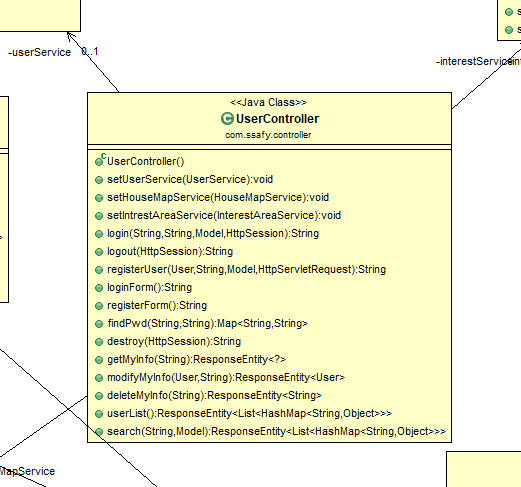 -userService 0..1
-interestService
<<Java Class>>
UserController
com.ssafy.controller
UserController()
setUserService(UserService):void
setHouseMapService(HouseMapService):void
setIntrestAreaService(InterestAreaService):void
login(String,String,Model,HttpSession):String
logout(HttpSession):String
registerUser(User,String,Model,HttpServletRequest):String
loginForm():String
registerForm():String
findPwd(String,String):Map<String,String>
destroy(HttpSession):String
getMyInfo(String):ResponseEntity<?>
modifyMyInfo(User,String):ResponseEntity<User>
deleteMyInfo(String):ResponseEntity<String>
userList():ResponseEntity<List<HashMap<String,Object>>>
search(String,Model):ResponseEntity<List<HashMap<String,Object>>>
MapService